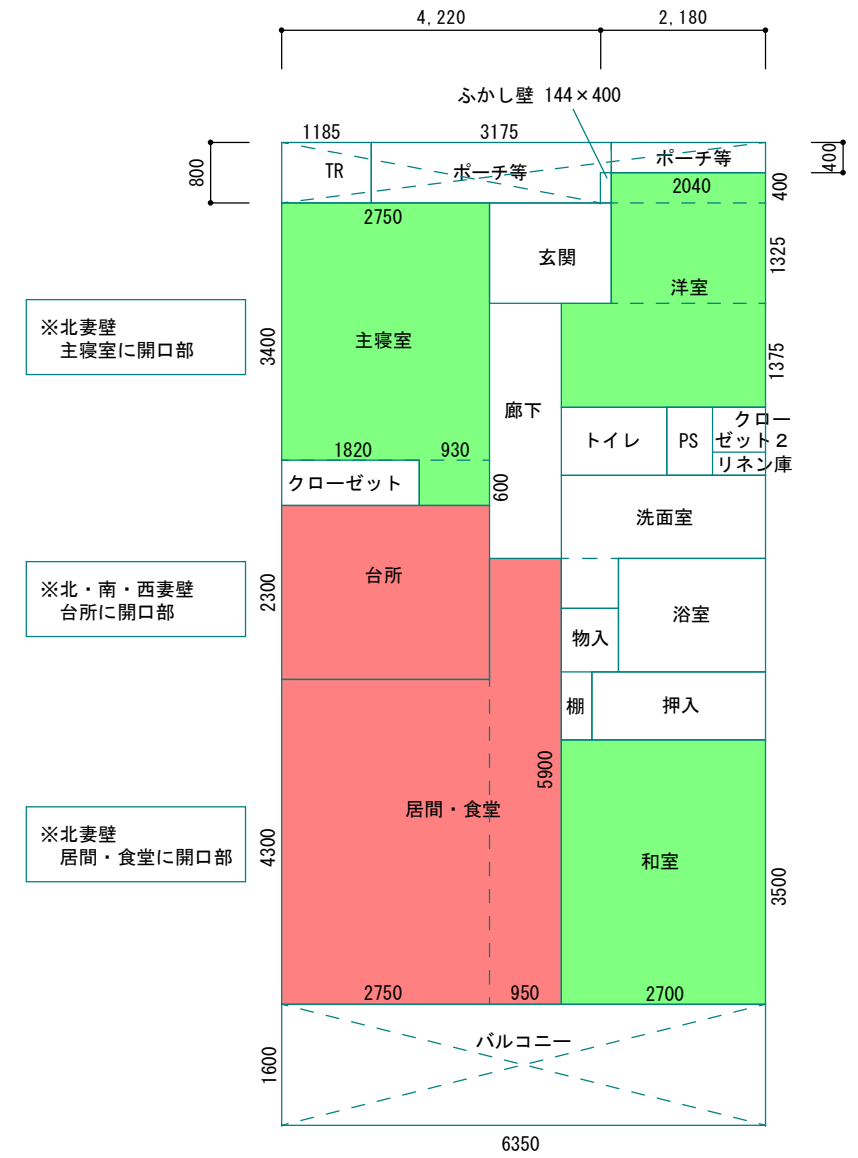 4,220
2,180
ふかし壁 144×400
1185
3175
800
TR
ポーチ等
ポーチ等
400
2040
400
2750
玄関
1325
洋室
※北妻壁
主寝室に開口部
3400
主寝室
1375
廊下
クロー
ゼット2
トイレ
PS
リネン庫
1820
930
クローゼット
600
洗面室
台所
※北・南・西妻壁
台所に開口部
2300
浴室
物入
棚
押入
5900
居間・食堂
※北妻壁
居間・食堂に開口部
4300
和室
3500
2750
950
2700
バルコニー
1600
6350